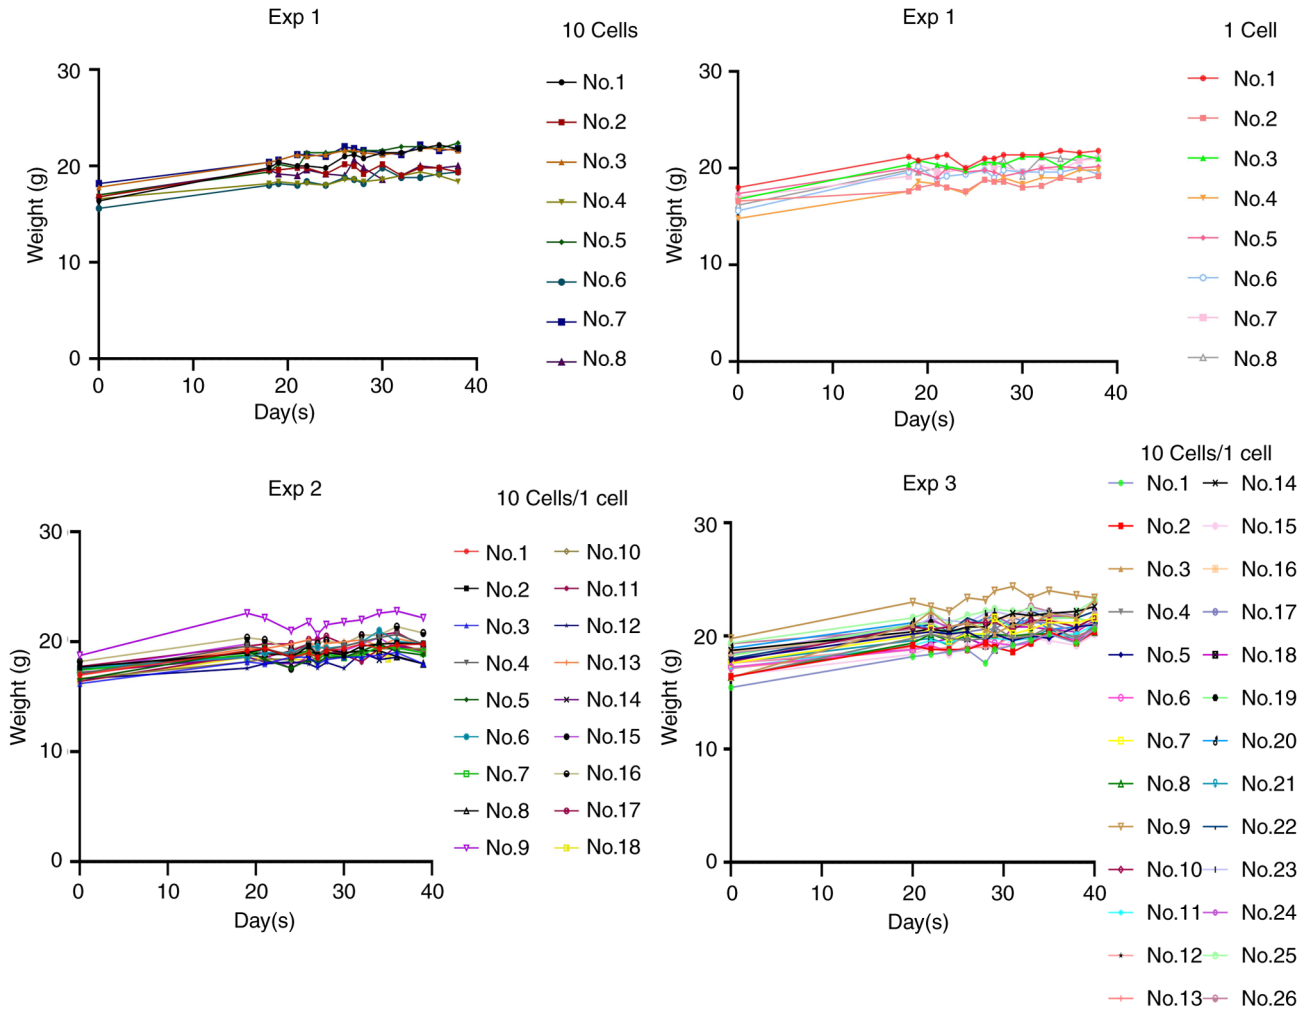 Exp 1
10 Cells
30
20
10
0
0 10 20 30 40
Weight (g)
Day(s)
No.1
No.2
No.3
No.4
No.5
No.6
No.7
No.8
Exp 1
1 Cell
30
20
10
0
0 10 20 30 40
Weight (g)
Day(s)
No.1
No.2
No.3
No.4
No.5
No.6
No.7
No.8
Exp 2
10 Cells/1 cell
30
20
10
0
0 10 20 30 40
Weight (g)
Day(s)
No.1 No.10
No.2 No.11
No.3 No.12
No.4 No.13
No.5 No.14
No.6 No.15
No.7 No.16
No.8 No.17
No.9 No.18
Exp 3
10 Cells/1 cell
30
20
10
0
0 10 20 30 40
Weight (g)
Day(s)
No.1 No.14
No.2 No.15
No.3 No.16
No.4 No.17
No.5 No.18
No.6 No.19
No.7 No.20
No.8 No.21
No.9 No.22
No.10 No.23
No.11 No.24
No.12 No.25
No.13 No.26